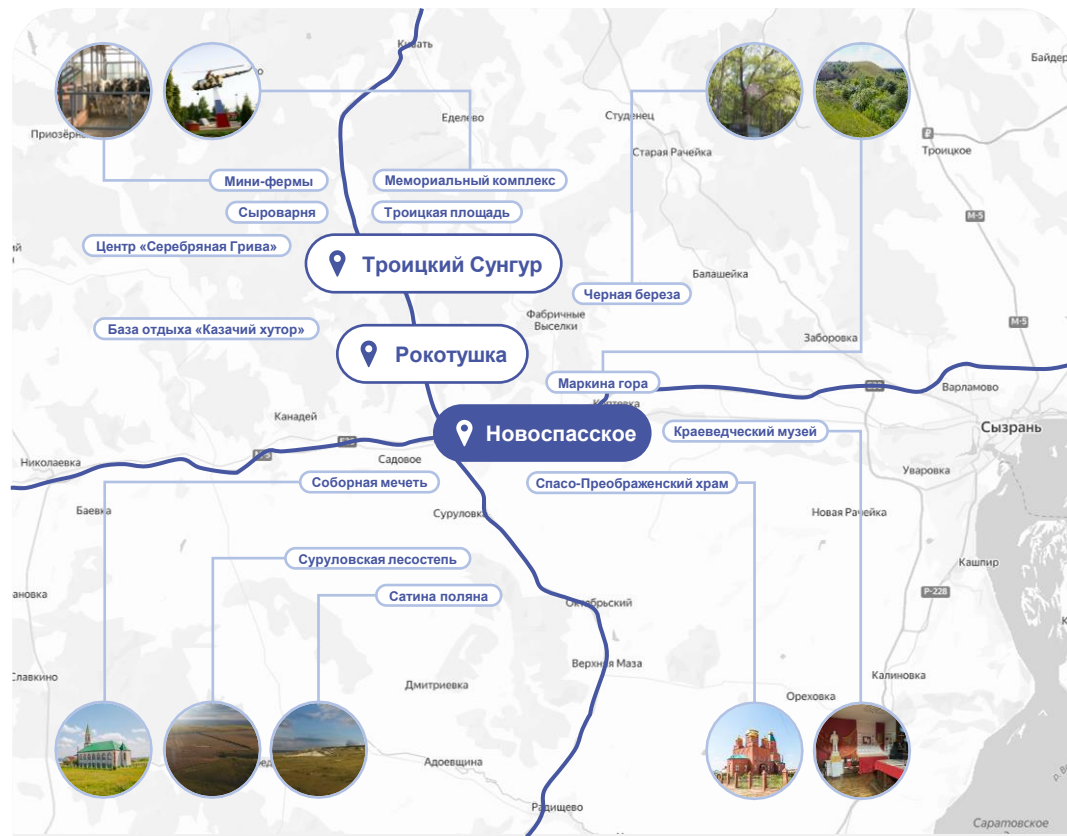 Кивать
Байдер
Приозёрн
Еделево
Студенец
Старая Рачейка
Троицкое
Мини-фермы
Мемориальный комплекс
Сыроварня
Троицкая площадь
M-5
Центр «Серебряная Грива»
Троицкий Сунгур
Балашейка
Черная береза
База отдыха «Казачий хутор»
Фабричные
Выселки
M-5
Заборовка
Рокотушка
Маркина гора
Варламово
Канадей
Новоспасское
Краеведческий музей
Сызрань
Николаевка
Садовое
Уваровка
Соборная мечеть
Спасо-Преображенский храм
Баевка
Суруловка
Новая Рачейка
Суруловская лесостепь
Кашпир
ановка
Сатина поляна
Октябрьский
Р-228
Славкино
Верхняя Маза
Дмитриевка
Ореховка
Калиновка
Адоевщина
Радищево
Саратовское